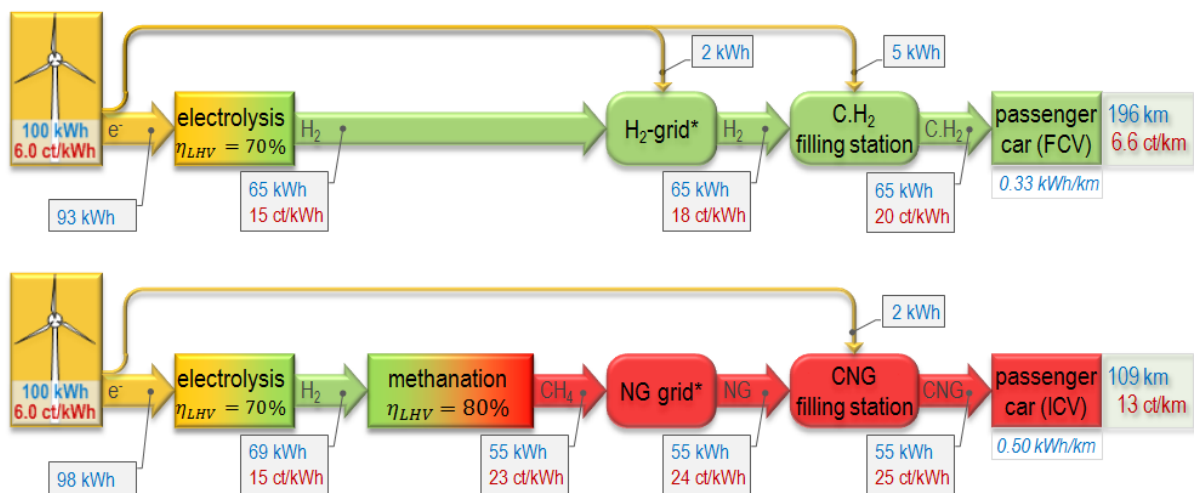 2 kWh
5 kWh
100 kWh
6.0 ct/kWh
e-
electrolysis
ηLHV = 70%
H2
H2-grid*
H2
C.H2
filling station
C.H2
passenger
car (FCV)
196 km
6.6 ct/km
93 kWh
65 kWh
15 ct/kWh
65 kWh
18 ct/kWh
65 kWh
20 ct/kWh
0.33 kWh/km
2 kWh
100 kWh
6.0 ct/kWh
e-
electrolysis
ηLHV = 70%
H2
methanation
ηLHV = 80%
CH4
NG grid*
NG
CNG
filling station
CNG
passenger
car (ICV)
109 km
13 ct/km
98 kWh
69 kWh
15 ct/kWh
55 kWh
23 ct/kWh
55 kWh
24 ct/kWh
55 kWh
25 ct/kWh
0.50 kWh/km